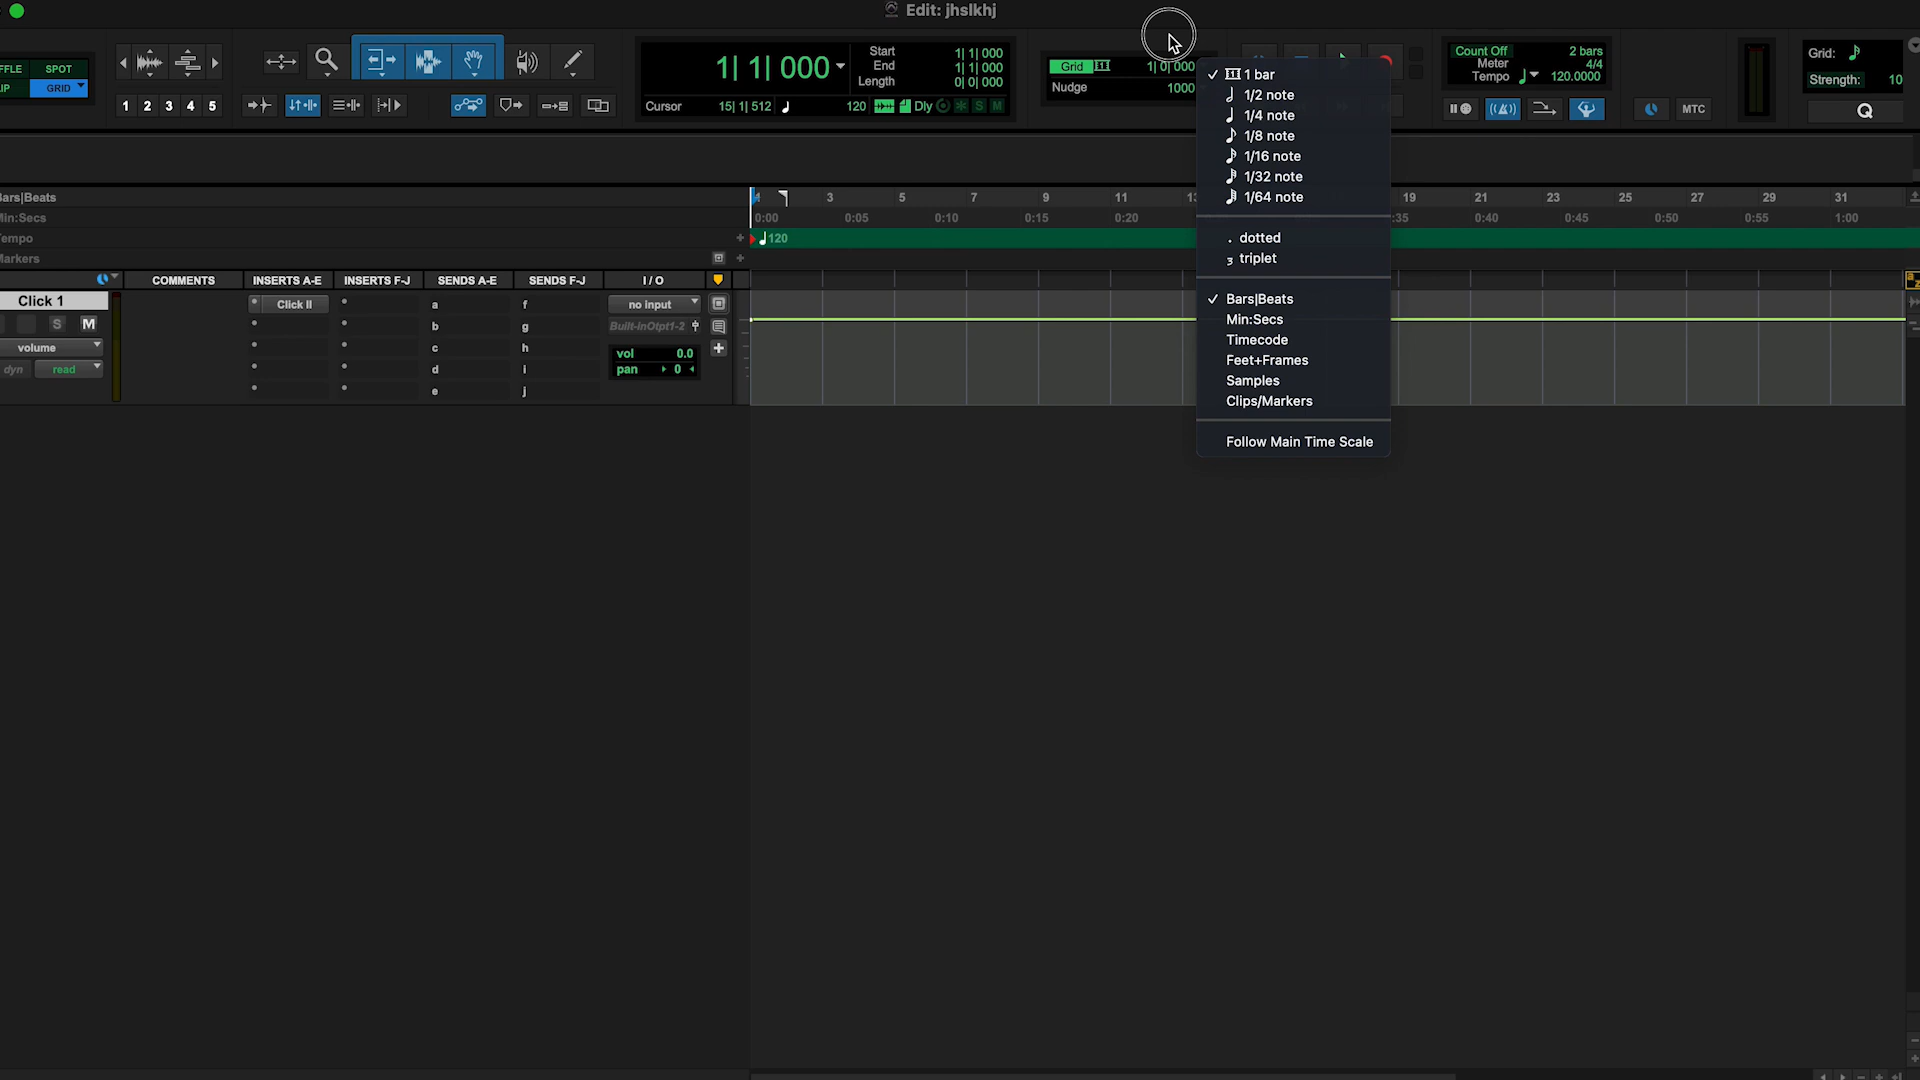 Edit: jhslkhj
FFLE SPOT
IP GRID
1 2 3 4 5
1| 1| 000
Start 1| 1| 000
End 1| 1| 000
Length 0| 0| 000
Cursor 15| 1| 512 120 Dly S M
Grid 1| 0| 000
Nudge 1000
Count Off 2 bars
Meter 4/4
Tempo 120.0000
MTC
Grid:
Strength: 10
Q
1 bar
1/2 note
1/4 note
1/8 note
1/16 note
1/32 note
1/64 note
. dotted
3 triplet
Bars|Beats
Min:Secs
Timecode
Feet+Frames
Samples
Clips/Markers
Follow Main Time Scale
Bars|Beats 3 5 7 9 11 19 21 23 25 27 29 31
Min:Secs 0:00 0:05 0:10 0:15 0:20 :35 0:40 0:45 0:50 0:55 1:00
empo 120
Markers
COMMENTS INSERTS A-E INSERTS F-J SENDS A-E SENDS F-J I / O
Click 1 Click II a f no input
S M b g Built-inOtpt1-2
volume c h vol 0.0
dyn read d i pan 0
e j